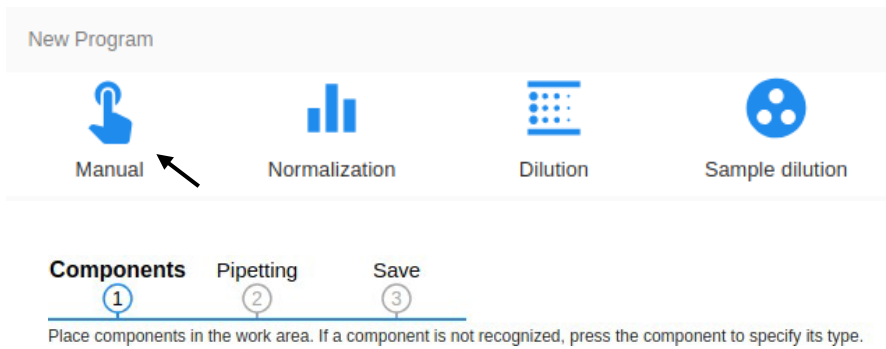 New Program
Manual Normalization Dilution Sample dilution
Components Pipetting Save
1 2 3
Place components in the work area. If a component is not recognized, press the component to specify its type.